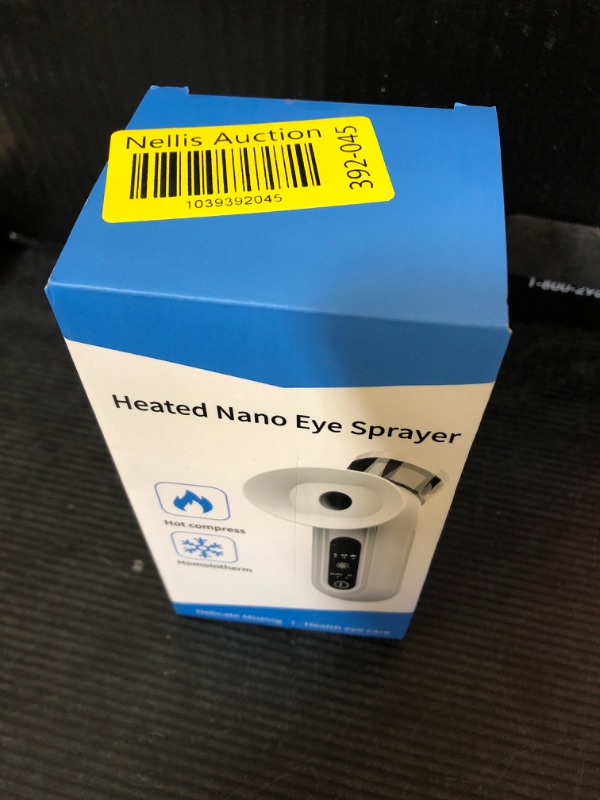 Nellis Auction
392-045
1039392045
Heated Nano Eye Sprayer
Hot compress
Homoiotherm
Delicate Misting | Health eye care